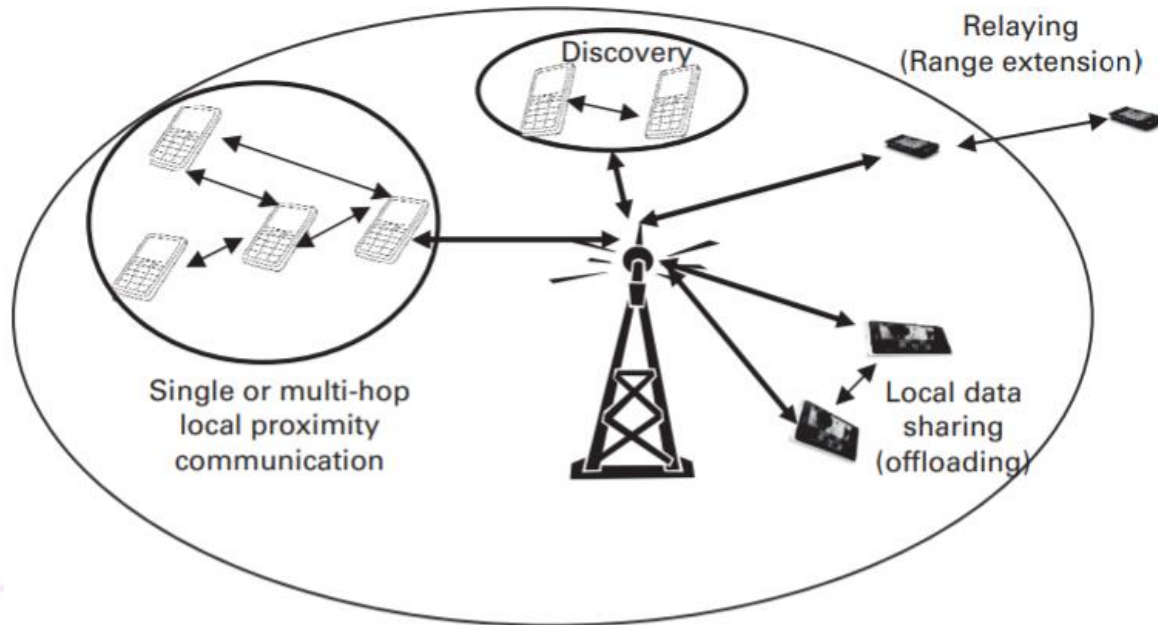 Discovery
Relaying
(Range extension)
Single or multi-hop
local proximity
communication
Local data
sharing
(offloading)